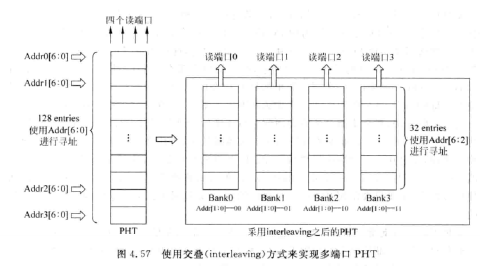 四个读端口
Addr0[6:0]
Addr1[6:0]
128 entries
使用Addr[6:0]
进行寻址
Addr2[6:0]
Addr3[6:0]
PHT
读端口0
读端口1
读端口2
读端口3
32 entries
使用Addr[6:2]
进行寻址
Bank0
Addr[1:0]==00
Bank1
Addr[1:0]==01
Bank2
Addr[1:0]==10
Bank3
Addr[1:0]==11
采用interleaving之后的PHT
图 4.57 使用交叠(interleaving)方式来实现多端口 PHT